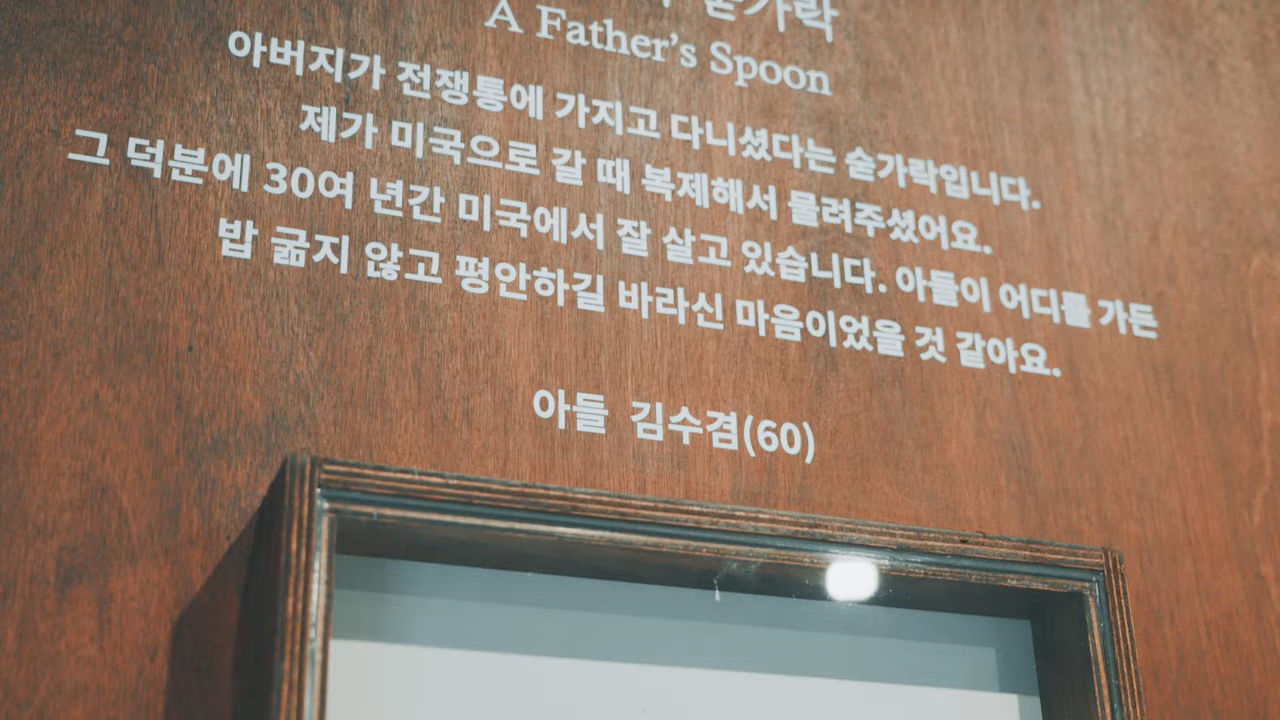 숟가락
A Father's Spoon
아버지가 전쟁통에 가지고 다니셨다는 숟가락입니다.
제가 미국으로 갈 때 복제해서 물려주셨어요.
그 덕분에 30여 년간 미국에서 잘 살고 있습니다. 아들이 어디를 가든
밥 굶지 않고 평안하길 바라신 마음이었을 것 같아요.
아들 김수겸(60)